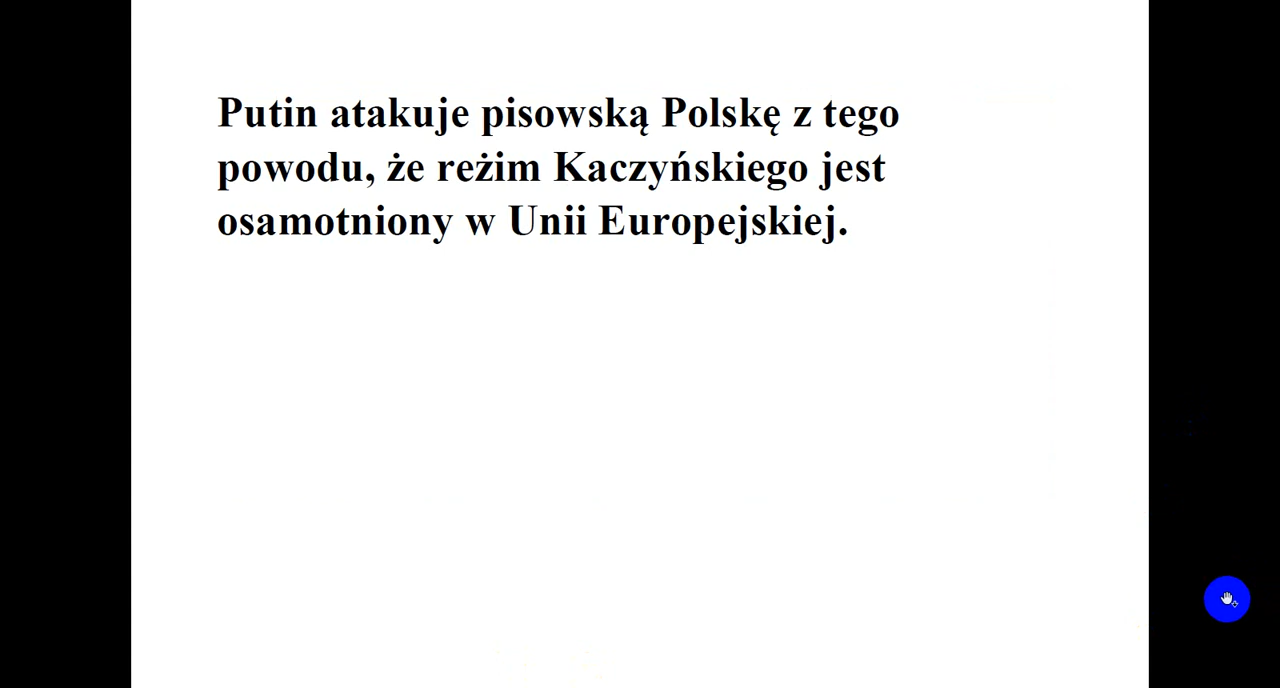 Putin atakuje pisowską Polskę z tego
powodu, że reżim Kaczyńskiego jest
osamotniony w Unii Europejskiej.